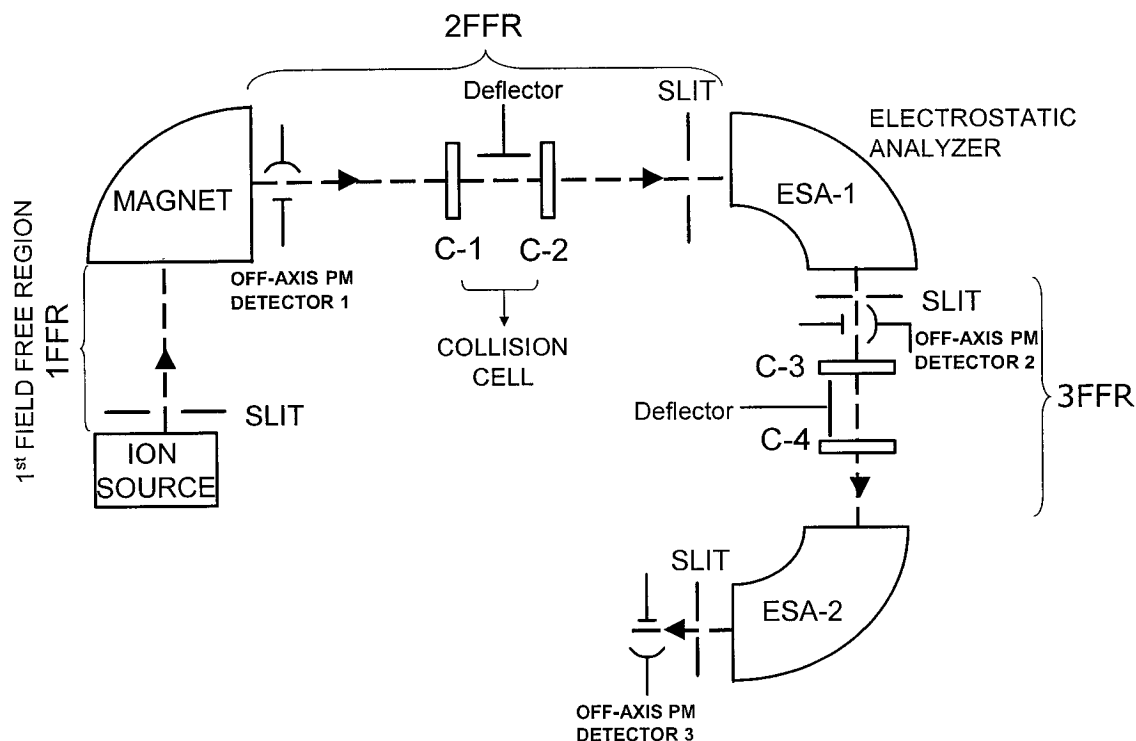 2FFR
Deflector
SLIT
ELECTROSTATIC
ANALYZER
MAGNET
ESA-1
C-1
C-2
OFF-AXIS PM
DETECTOR 1
COLLISION
CELL
1st FIELD FREE REGION
1FFR
SLIT
ION
SOURCE
SLIT
OFF-AXIS PM
DETECTOR 2
C-3
Deflector
C-4
3FFR
SLIT
ESA-2
OFF-AXIS PM
DETECTOR 3